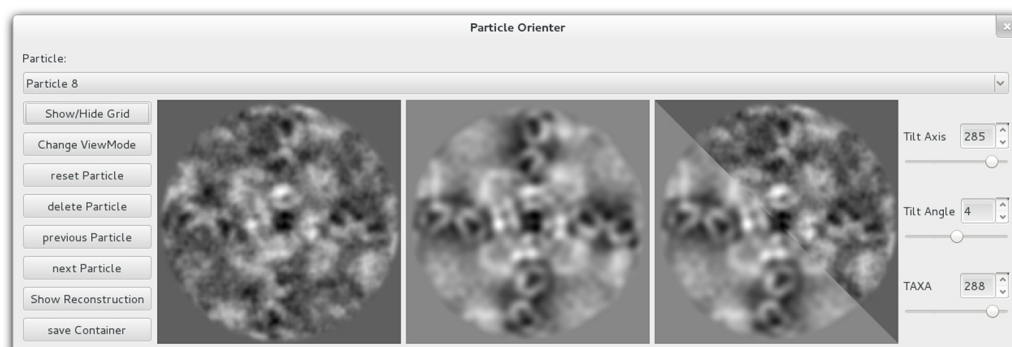 Particle Orienter
Particle:
Particle 8
Show/Hide Grid
Change ViewMode
reset Particle
delete Particle
previous Particle
next Particle
Show Reconstruction
save Container
Tilt Axis 285
Tilt Angle 4
TAXA 288